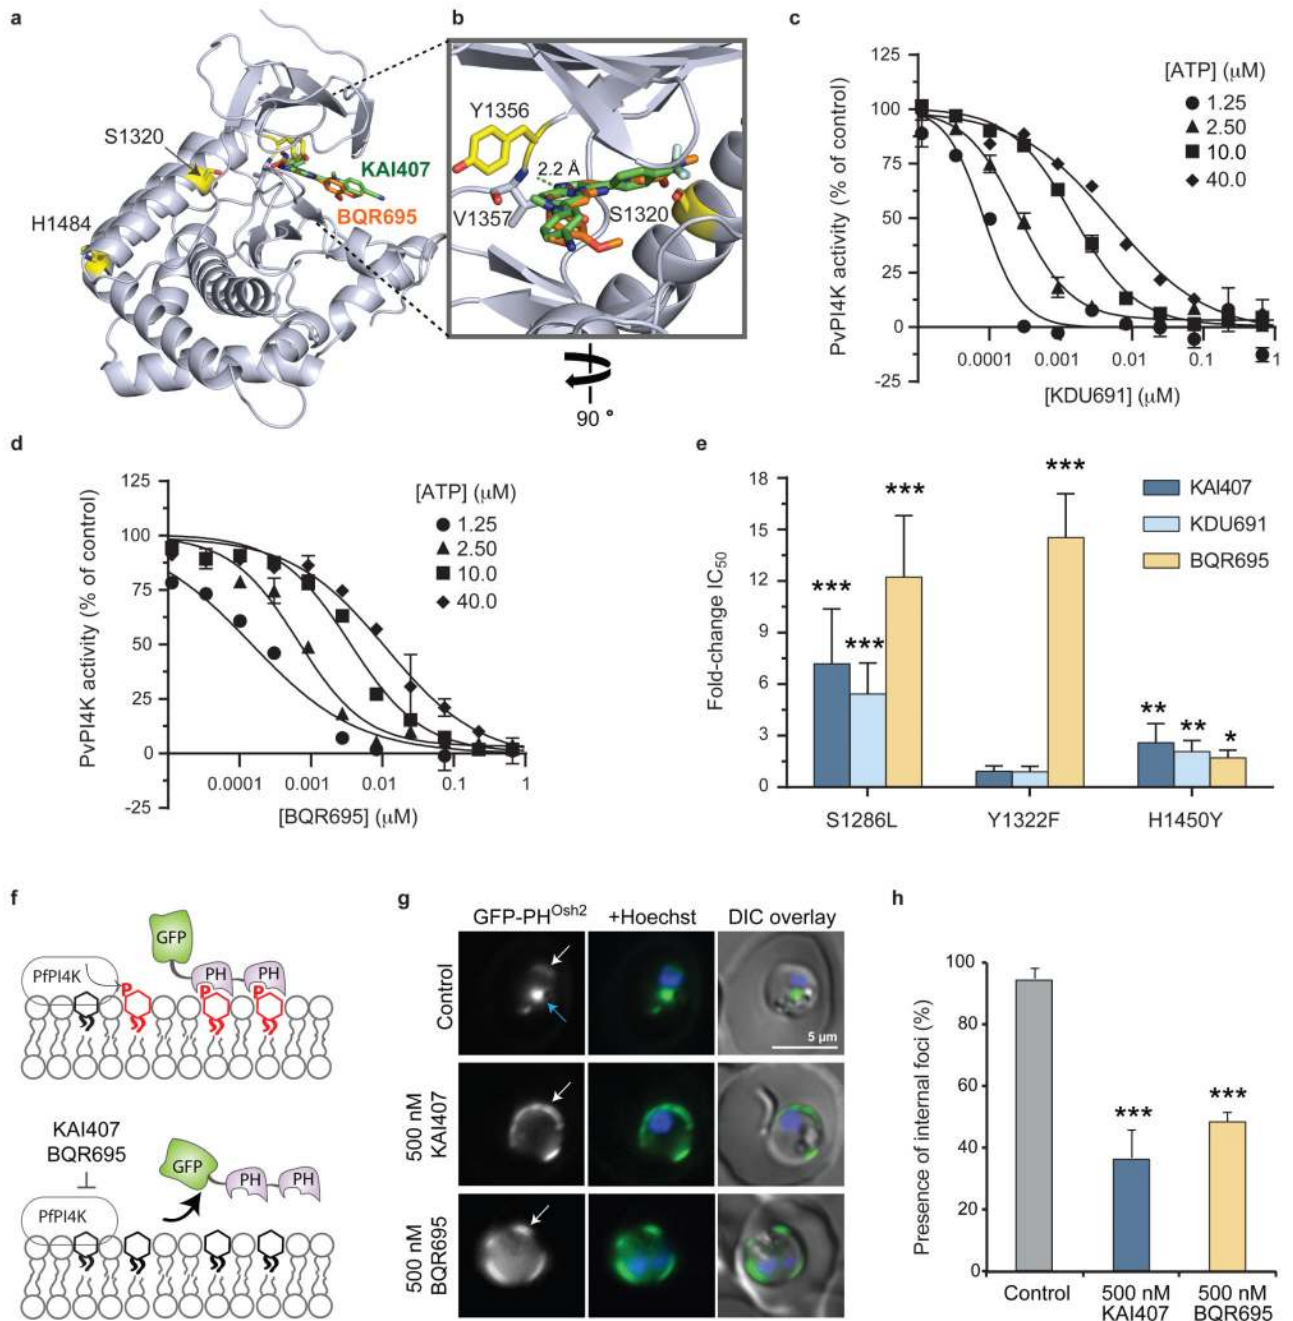 a
S1320
H1484
KAI407
BQR695
b
Y1356
2.2 Å
V1357
S1320
90 °
c
PvPI4K activity (% of control)
125
100
75
50
25
0
-25
[ATP] (µM)
1.25
2.50
10.0
40.0
0.0001 0.001 0.01 0.1 1
[KDU691] (µM)
d
PvPI4K activity (% of control)
125
100
75
50
25
0
-25
[ATP] (µM)
1.25
2.50
10.0
40.0
0.0001 0.001 0.01 0.1 1
[BQR695] (µM)
e
Fold-change IC50
18
15
12
9
6
3
0
*** *** ***
***
** ** *
KAI407
KDU691
BQR695
S1286L Y1322F H1450Y
f
GFP
PfPI4K
PH PH
P P P
KAI407
BQR695
GFP
PH PH
PfPI4K
g
GFP-PHOsh2 +Hoechst DIC overlay
Control
5 µm
500 nM
KAI407
500 nM
BQR695
h
Presence of internal foci (%)
100
80
60
40
20
0
*** ***
Control 500 nM 500 nM
KAI407 BQR695